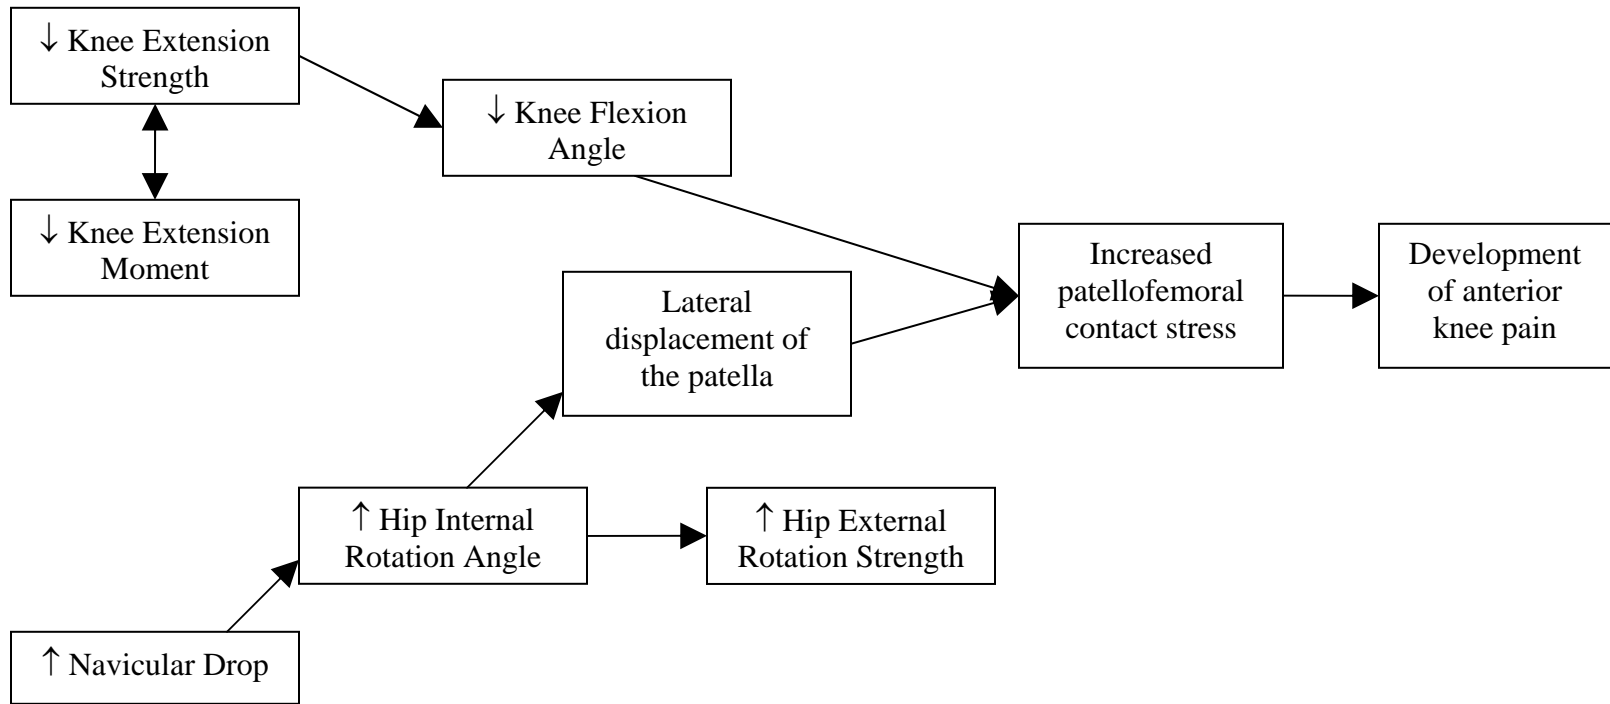 ↓ Knee Extension
Strength
↓ Knee Flexion
Angle
↓ Knee Extension
Moment
Increased
patellofemoral
contact stress
Development
of anterior
knee pain
Lateral
displacement of
the patella
↑ Hip Internal
Rotation Angle
↑ Hip External
Rotation Strength
↑ Navicular Drop